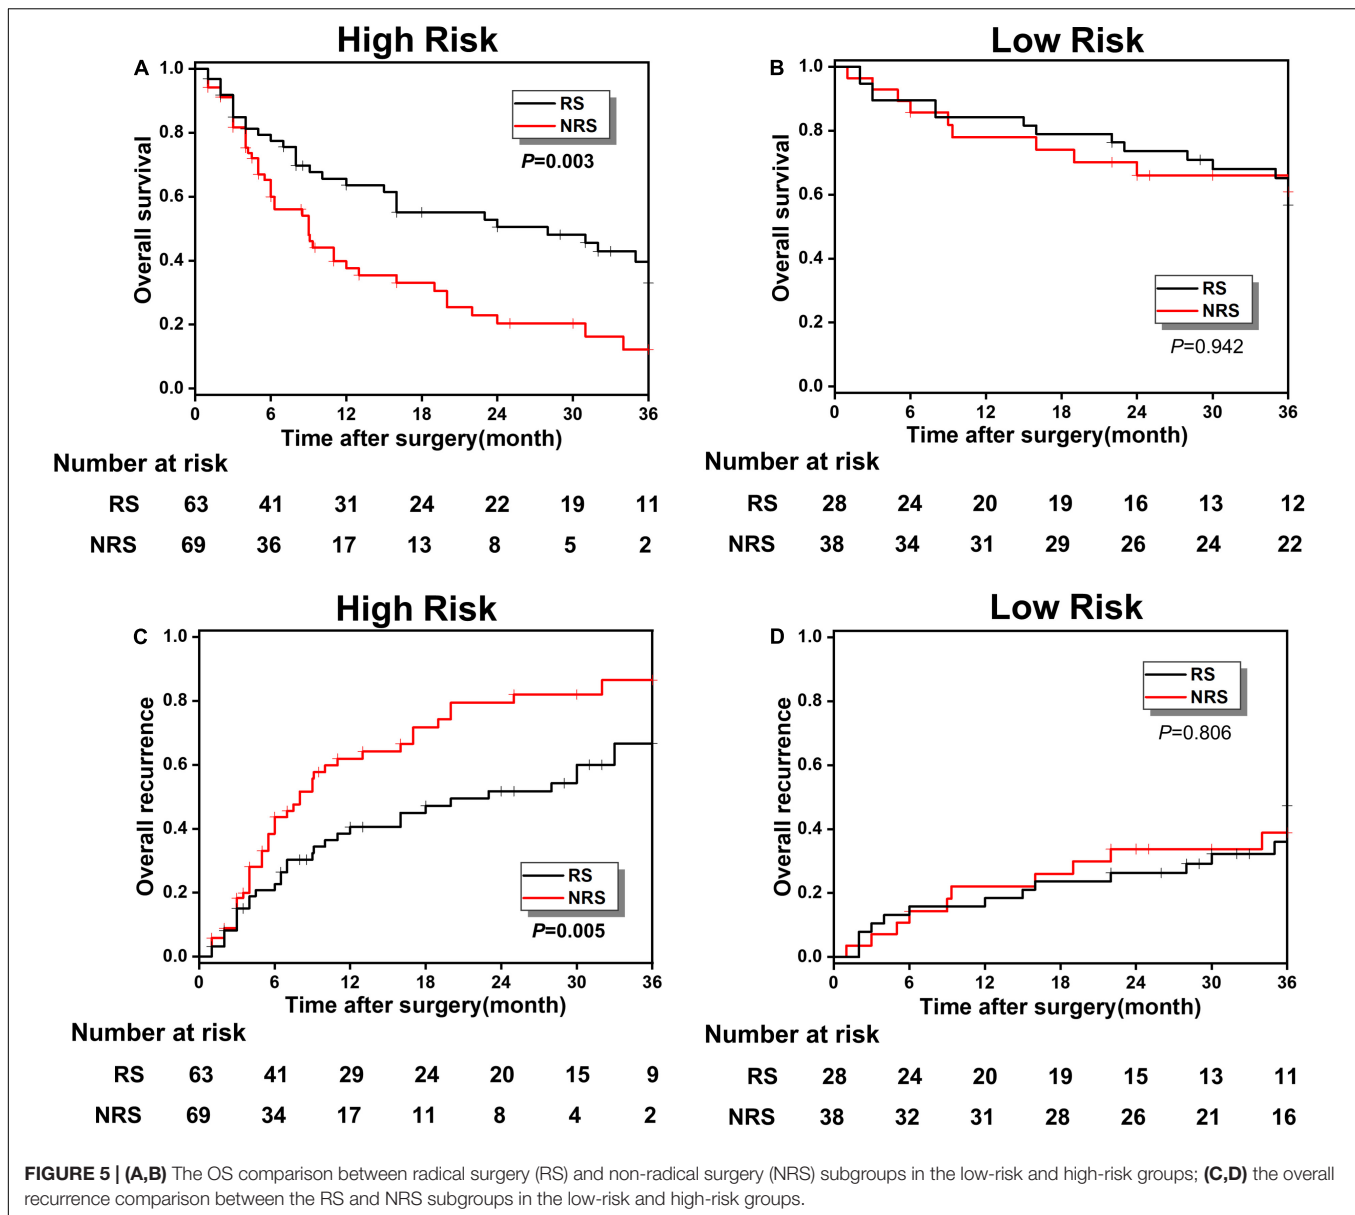 High Risk
A
1.0
0.8
0.6
0.4
0.2
0.0
Overall survival
RS
NRS
P=0.003
0 6 12 18 24 30 36
Time after surgery(month)
Number at risk
RS 63 41 31 24 22 19 11
NRS 69 36 17 13 8 5 2
Low Risk
B
1.0
0.8
0.6
0.4
0.2
0.0
Overall survival
RS
NRS
P=0.942
0 6 12 18 24 30 36
Time after surgery(month)
Number at risk
RS 28 24 20 19 16 13 12
NRS 38 34 31 29 26 24 22
High Risk
C
1.0
0.8
0.6
0.4
0.2
0.0
Overall recurrence
RS
NRS
P=0.005
0 6 12 18 24 30 36
Time after surgery(month)
Number at risk
RS 63 41 29 24 20 15 9
NRS 69 34 17 11 8 4 2
Low Risk
D
1.0
0.8
0.6
0.4
0.2
0.0
Overall recurrence
RS
NRS
P=0.806
0 6 12 18 24 30 36
Time after surgery(month)
Number at risk
RS 28 24 20 19 15 13 11
NRS 38 32 31 28 26 21 16
FIGURE 5 | (A,B) The OS comparison between radical surgery (RS) and non-radical surgery (NRS) subgroups in the low-risk and high-risk groups; (C,D) the overall
recurrence comparison between the RS and NRS subgroups in the low-risk and high-risk groups.